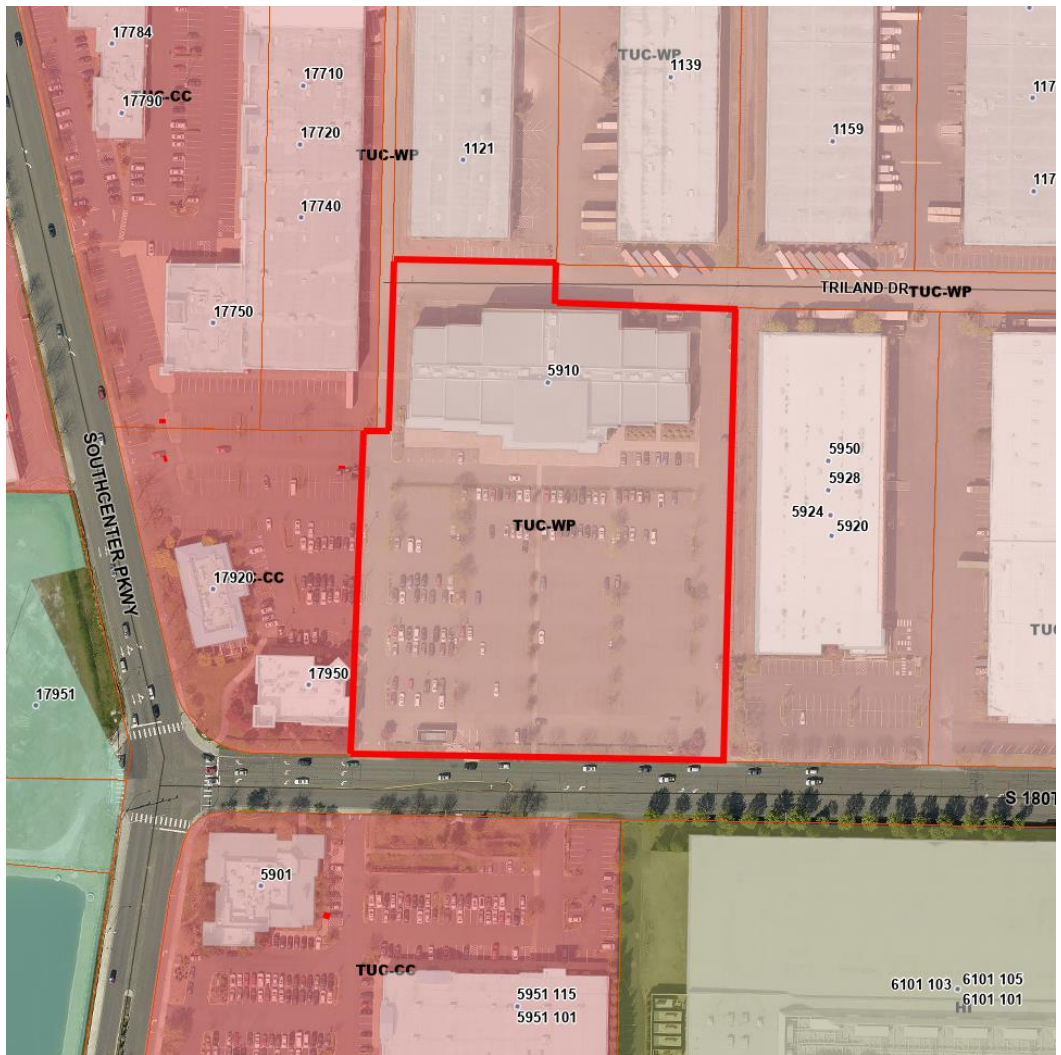 17784
17710
TUC-WP
1139
117
17790
TUC-CC
17720
1159
TUC-WP
1121
117
17740
TRILAND DR
TUC-WP
17750
5910
5950
5928
5924
5920
SOUTHCENTER PKWY
TUC-WP
17920
-CC
TUC
17951
17950
S 180T
5901
TUC-CC
5951 115
5951 101
6101 103
6101 105
6101 101
HI